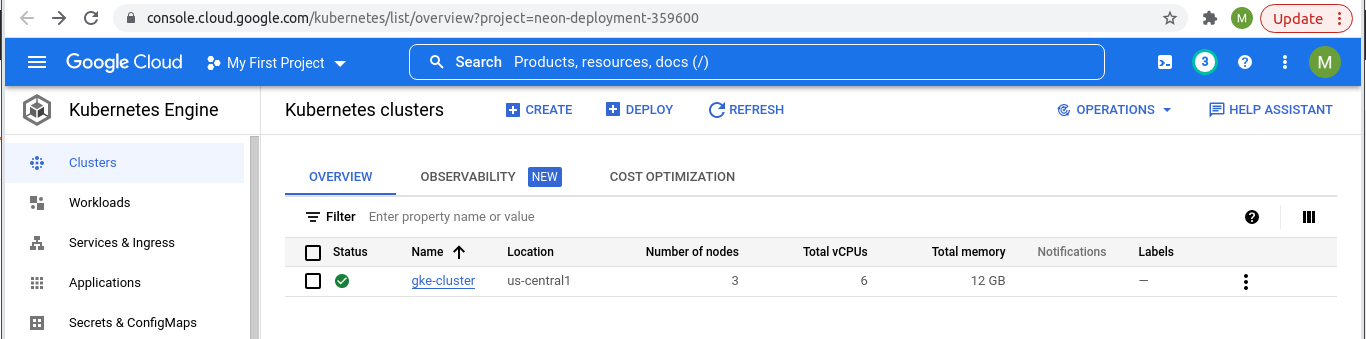 console.cloud.google.com/kubernetes/list/overview?project=neon-deployment-359600 M Update
Google Cloud My First Project Search Products, resources, docs (/) 3 M
Kubernetes Engine Kubernetes clusters CREATE DEPLOY REFRESH OPERATIONS HELP ASSISTANT
Clusters
Workloads
Services & Ingress
Applications
Secrets & ConfigMaps
OVERVIEW OBSERVABILITY NEW COST OPTIMIZATION
Filter Enter property name or value
Status Name Location Number of nodes Total vCPUs Total memory Notifications Labels
gke-cluster us-central1 3 6 12 GB —